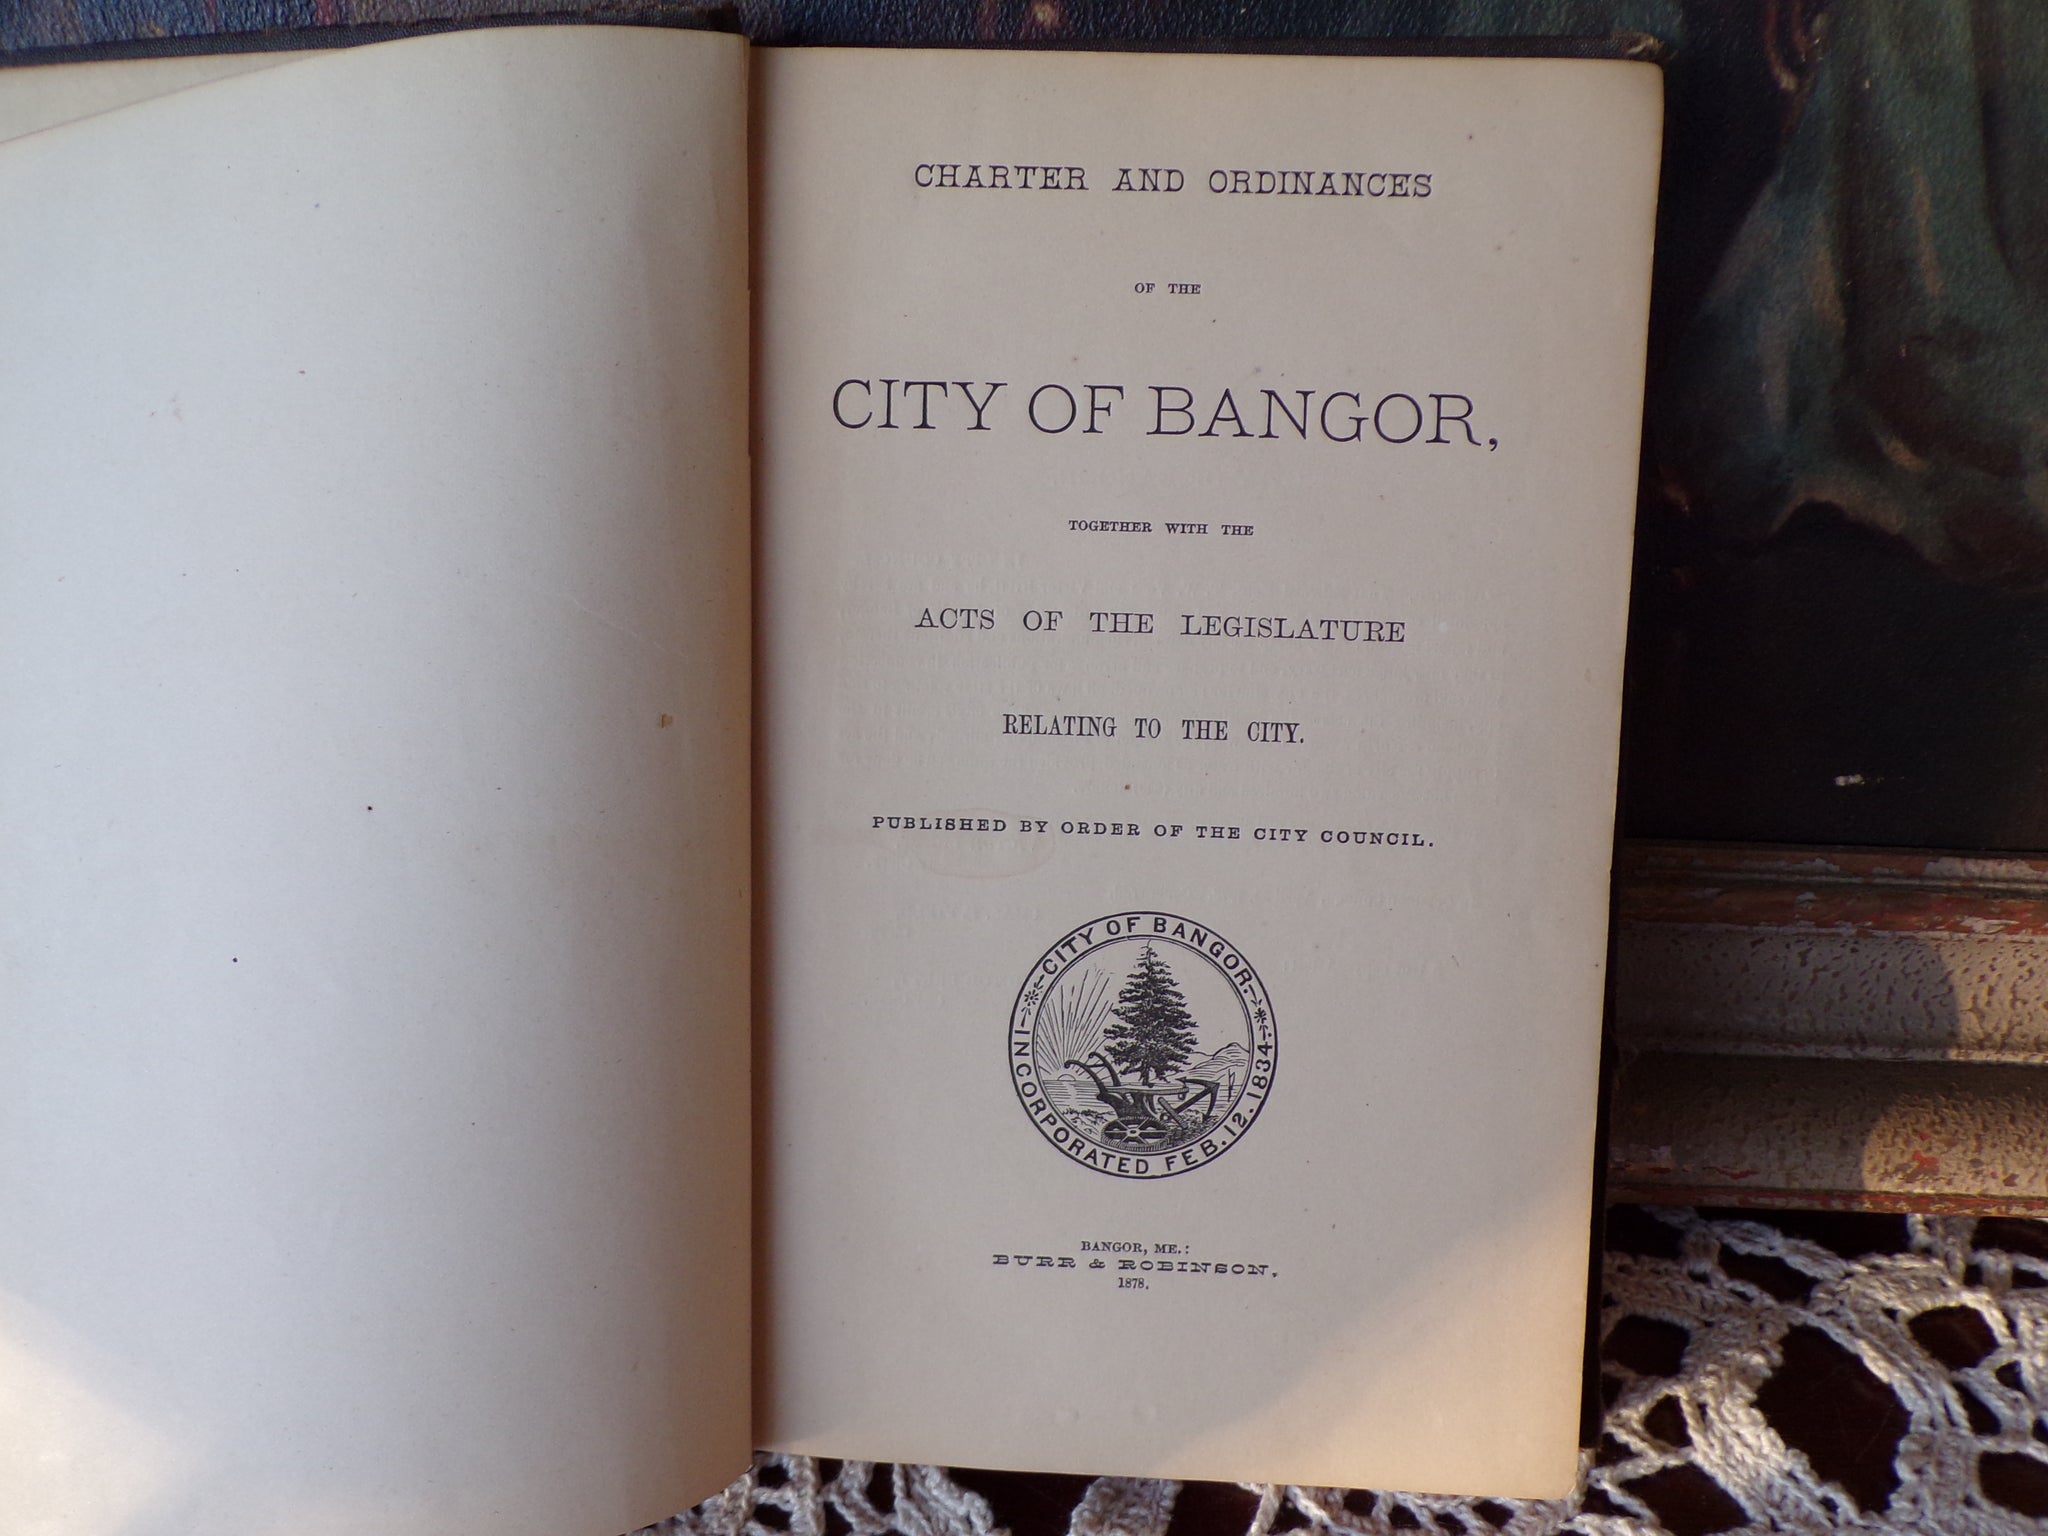 CHARTER AND ORDINANCES
OF THE
CITY OF BANGOR,
TOGETHER WITH THE
ACTS OF THE LEGISLATURE
RELATING TO THE CITY.
PUBLISHED BY ORDER OF THE CITY COUNCIL.
CITY OF BANGOR.
INCORPORATED FEB. 12. 1834.
BANGOR, ME.:
BURR & ROBINSON,
1878.